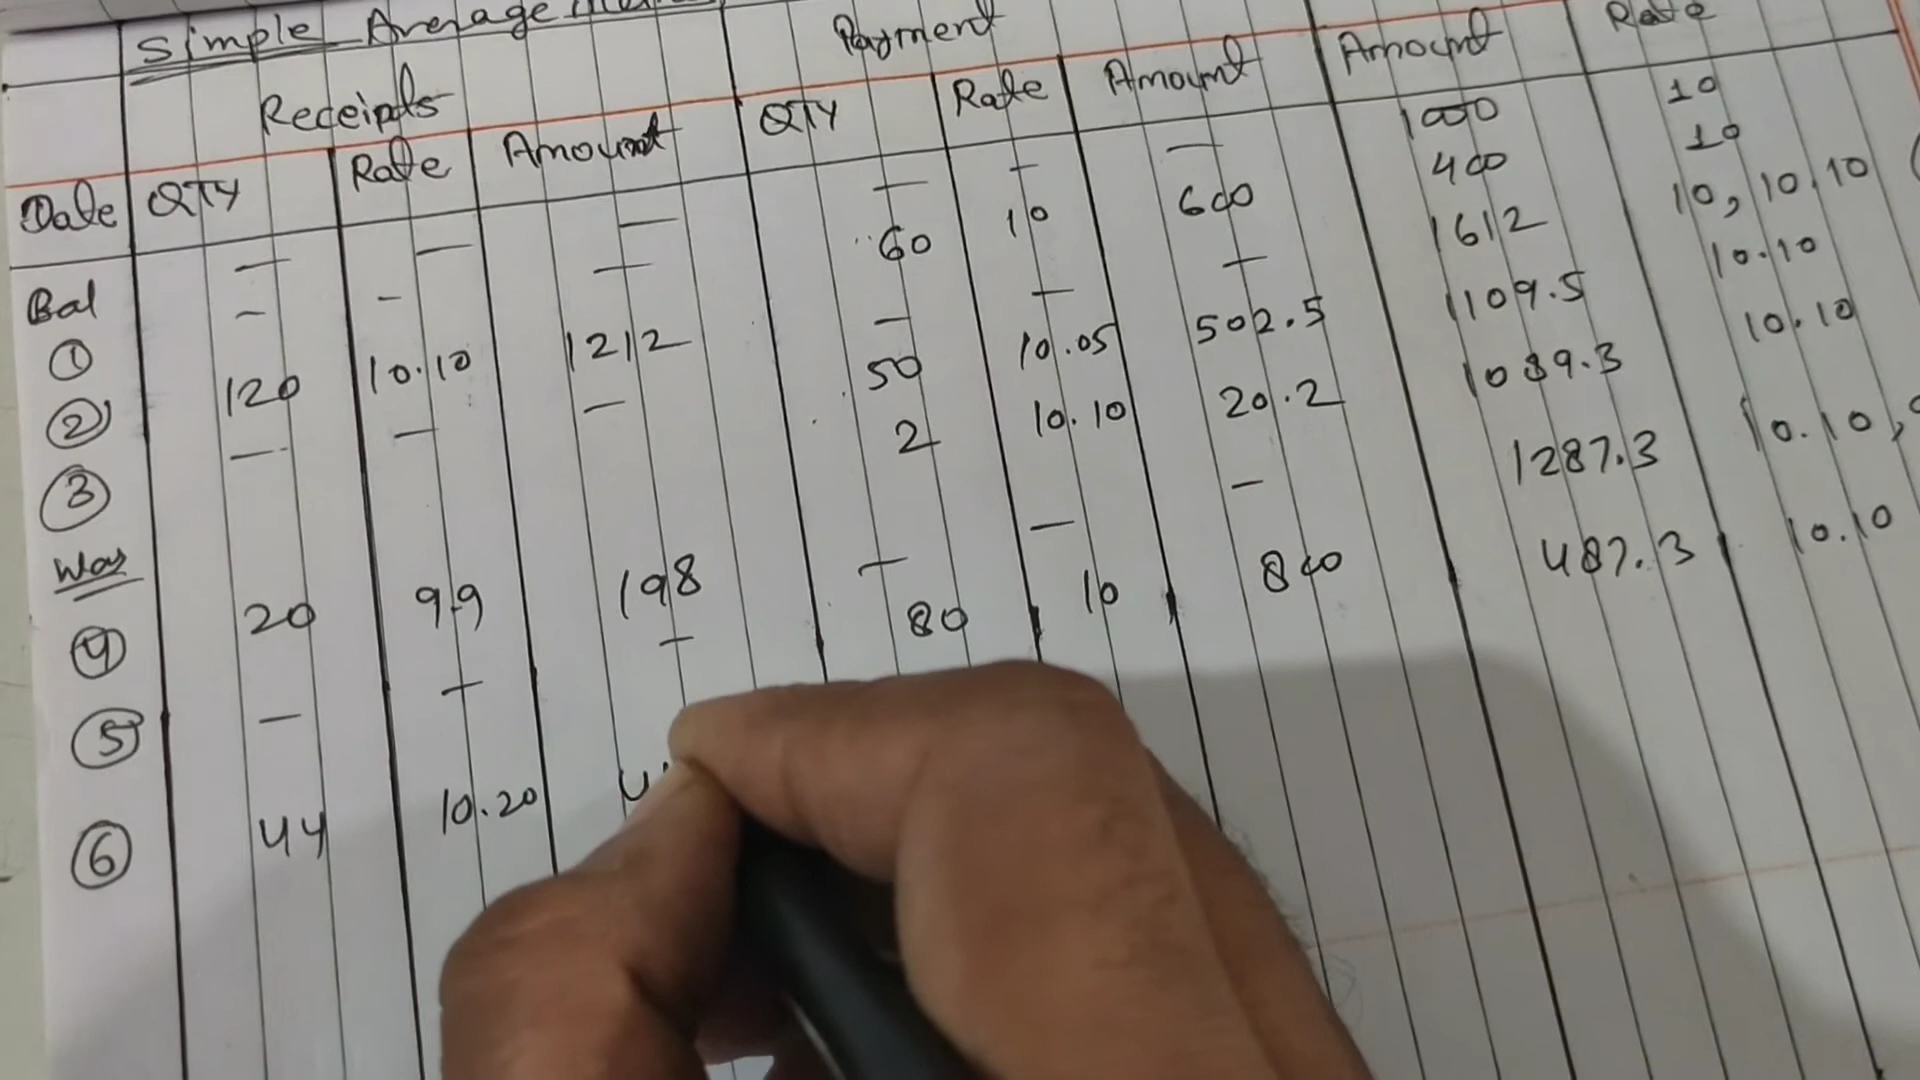 Simple Average
Payment
Receipts
QTY Rate Amount Amount Rate
Date QTY Rate Amount
Bal — — — — — — 1000 10
① - - — 60 10 600 400 10
② 120 10.10 1212 — — — 1612 10, 10.10
③ — — — 50 10.05 502.5 1109.5 10.10
Was 2 10.10 20.2 1089.3 10.10
④ 20 9.9 198 — — - 1287.3 10.10,
⑤ — — — 80 10 800 487.3 10.10
⑥ 44 10.20